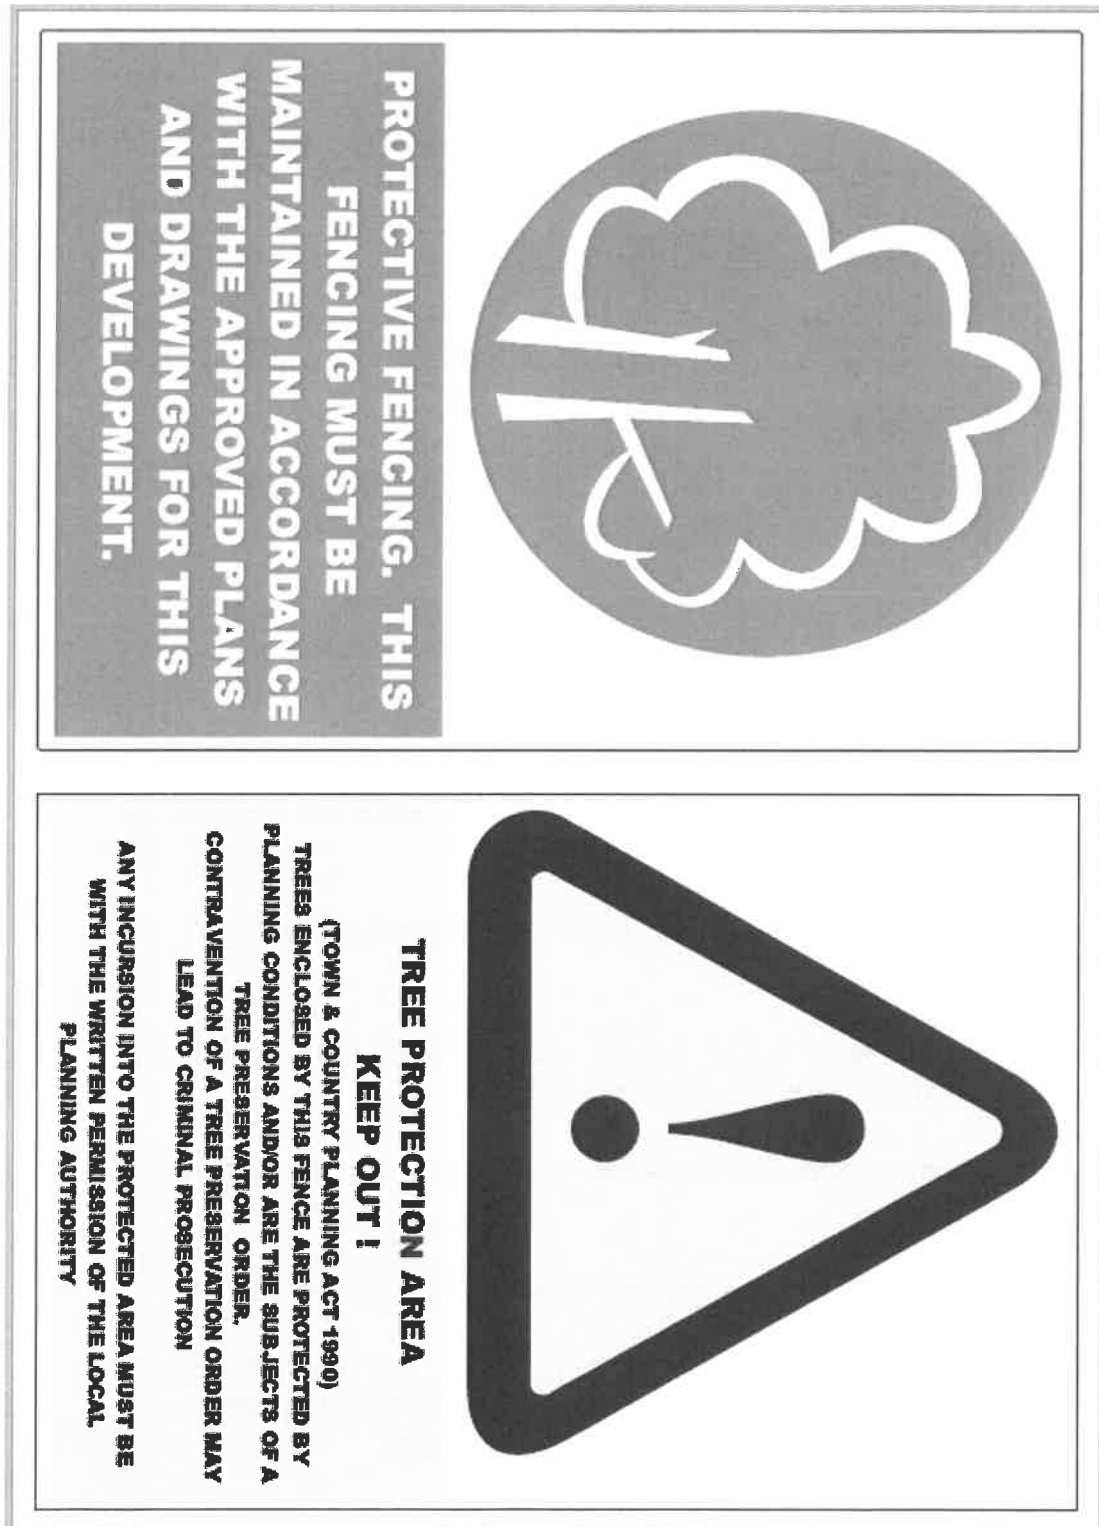 PROTECTIVE FENCING. THIS
FENCING MUST BE
MAINTAINED IN ACCORDANCE
WITH THE APPROVED PLANS
AND DRAWINGS FOR THIS
DEVELOPMENT.
TREE PROTECTION AREA
KEEP OUT !
(TOWN & COUNTRY PLANNING ACT 1990)
TREES ENCLOSED BY THIS FENCE ARE PROTECTED BY
PLANNING CONDITIONS AND/OR ARE THE SUBJECTS OF A
TREE PRESERVATION ORDER.
CONTRAVENTION OF A TREE PRESERVATION ORDER MAY
LEAD TO CRIMINAL PROSECUTION
ANY INCURSION INTO THE PROTECTED AREA MUST BE
WITH THE WRITTEN PERMISSION OF THE LOCAL
PLANNING AUTHORITY